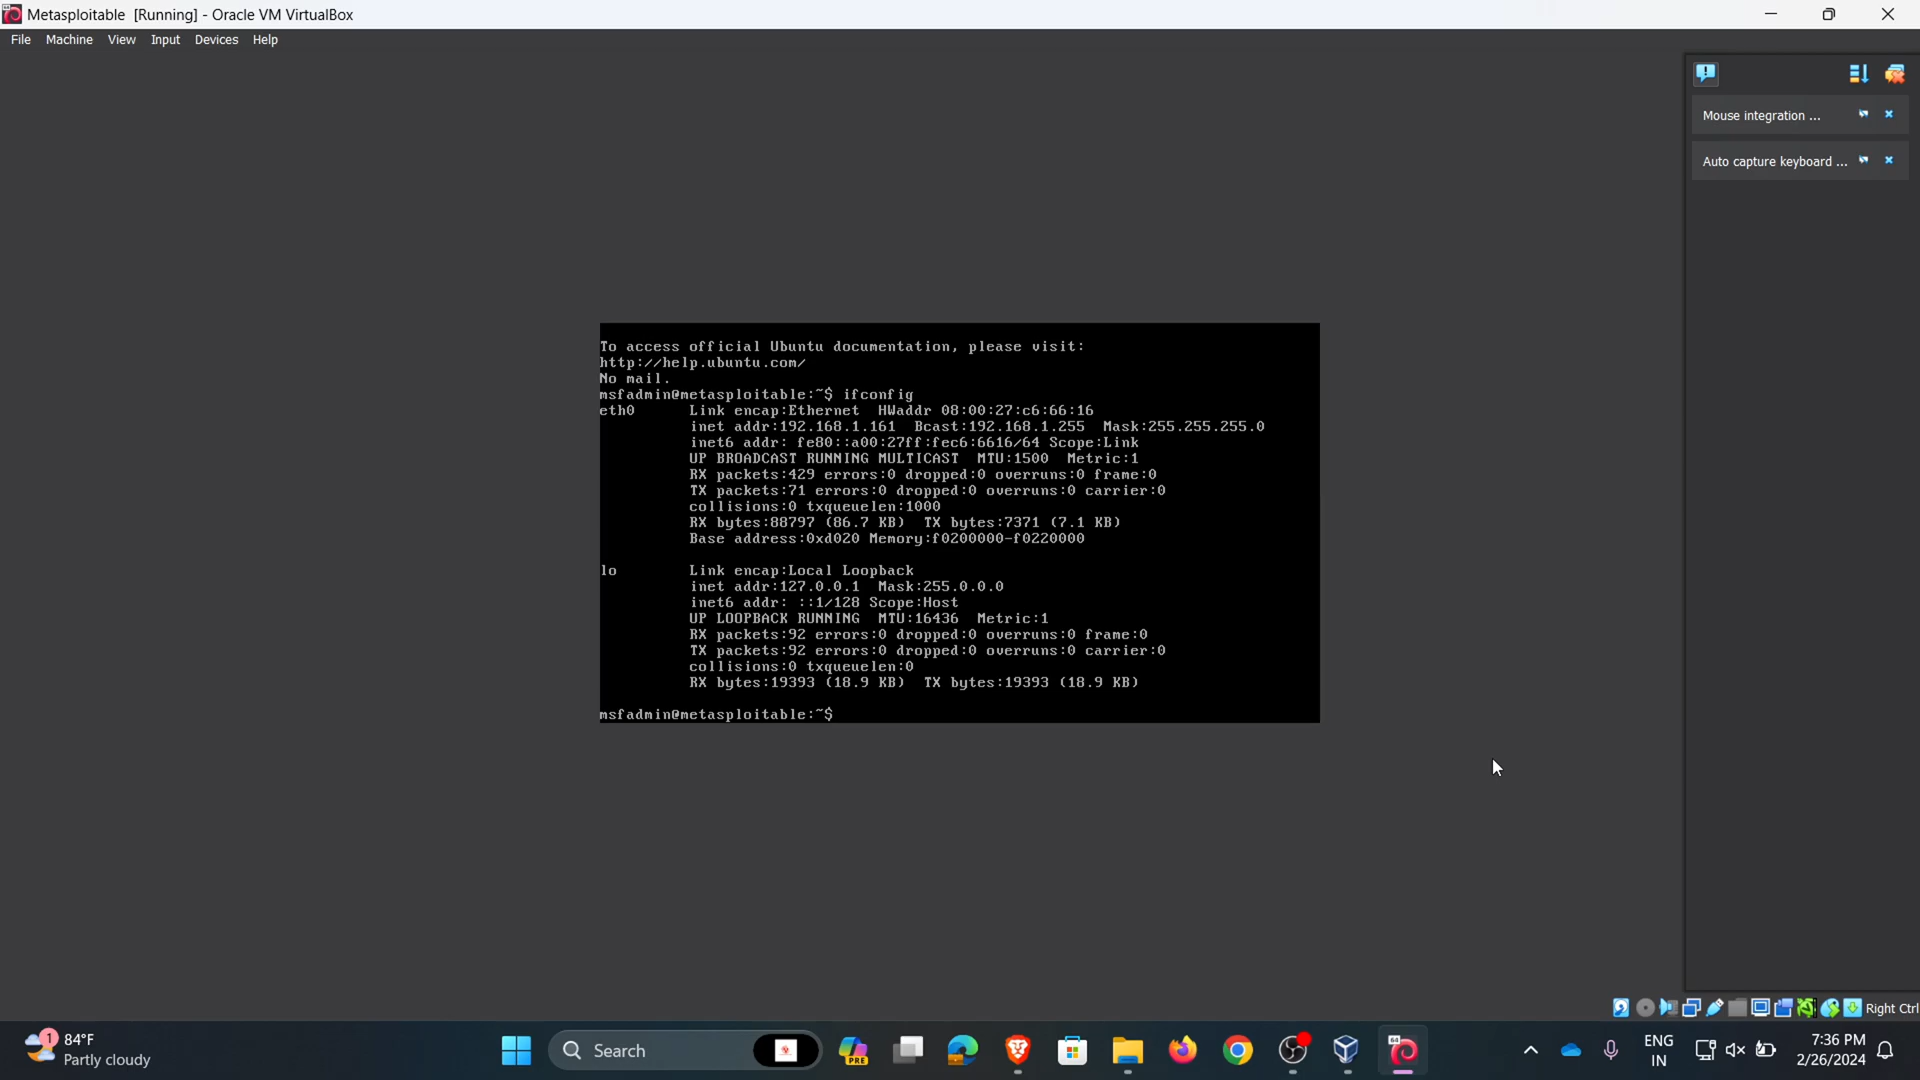 Metasploitable [Running] - Oracle VM VirtualBox
File Machine View Input Devices Help
Mouse integration ...
Auto capture keyboard ...
To access official Ubuntu documentation, please visit:
http://help.ubuntu.com/
No mail.
msfadmin@metasploitable:~$ ifconfig
eth0 Link encap:Ethernet HWaddr 08:00:27:c6:66:16
inet addr:192.168.1.161 Bcast:192.168.1.255 Mask:255.255.255.0
inet6 addr: fe80::a00:27ff:fec6:6616/64 Scope:Link
UP BROADCAST RUNNING MULTICAST MTU:1500 Metric:1
RX packets:429 errors:0 dropped:0 overruns:0 frame:0
TX packets:71 errors:0 dropped:0 overruns:0 carrier:0
collisions:0 txqueuelen:1000
RX bytes:88797 (86.7 KB) TX bytes:7371 (7.1 KB)
Base address:0xd020 Memory:f0200000-f0220000
lo Link encap:Local Loopback
inet addr:127.0.0.1 Mask:255.0.0.0
inet6 addr: ::1/128 Scope:Host
UP LOOPBACK RUNNING MTU:16436 Metric:1
RX packets:92 errors:0 dropped:0 overruns:0 frame:0
TX packets:92 errors:0 dropped:0 overruns:0 carrier:0
collisions:0 txqueuelen:0
RX bytes:19393 (18.9 KB) TX bytes:19393 (18.9 KB)
msfadmin@metasploitable:~$
Right Ctrl
1
84°F
Partly cloudy
Search
PRE
64
ENG
IN
7:36 PM
2/26/2024